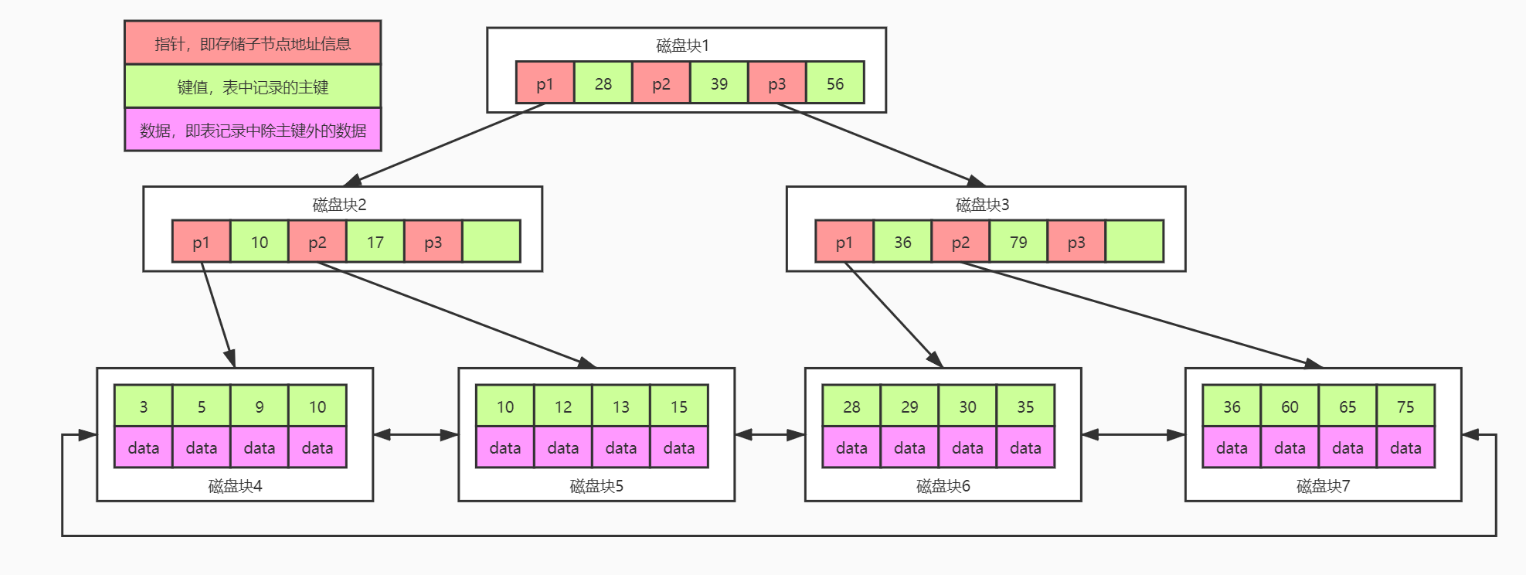 指针，即存储子节点地址信息
键值，表中记录的主键
数据，即表记录中除主键外的数据
磁盘块1
p1 28 p2 39 p3 56
磁盘块2
p1 10 p2 17 p3
磁盘块3
p1 36 p2 79 p3
3 5 9 10
data data data data
磁盘块4
10 12 13 15
data data data data
磁盘块5
28 29 30 35
data data data data
磁盘块6
36 60 65 75
data data data data
磁盘块7